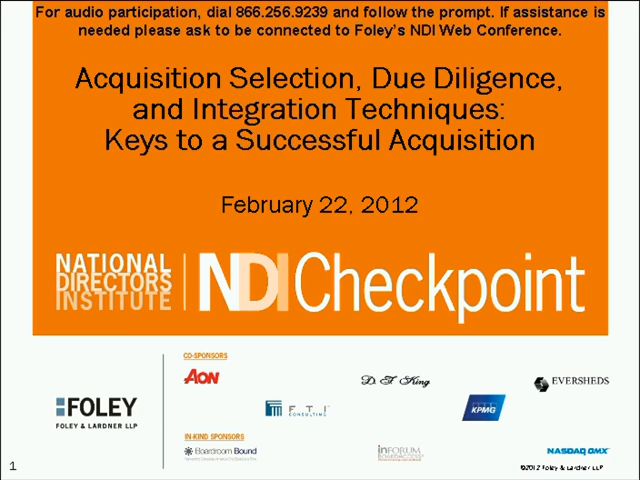 For audio participation, dial 866.256.9239 and follow the prompt. If assistance is
needed please ask to be connected to Foley's NDI Web Conference.
Acquisition Selection, Due Diligence,
and Integration Techniques:
Keys to a Successful Acquisition
February 22, 2012
NATIONAL
DIRECTORS
INSTITUTE
NDI Checkpoint
CO-SPONSORS
AON
D. F. King
EVERSHEDS
FOLEY
FOLEY & LARDNER LLP
F T I
CONSULTING
KPMG
IN-KIND SPONSORS
Boardroom Bound
inFORUM
NASDAQ OMX
1
©2012 Foley & Lardner LLP